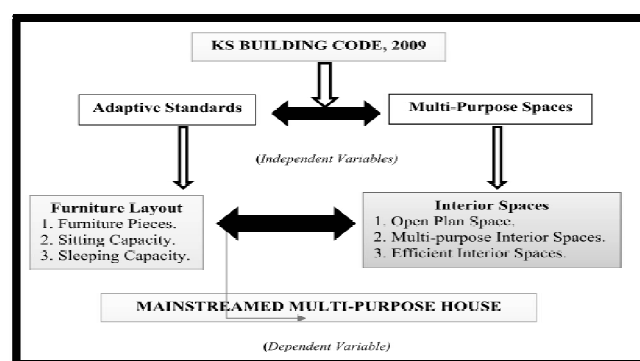 KS BUILDING CODE, 2009
Adaptive Standards
Multi-Purpose Spaces
(Independent Variables)
Furniture Layout
1. Furniture Pieces.
2. Sitting Capacity.
3. Sleeping Capacity.
Interior Spaces
1. Open Plan Space.
2. Multi-purpose Interior Spaces.
3. Efficient Interior Spaces.
MAINSTREAMED MULTI-PURPOSE HOUSE
(Dependent Variable)